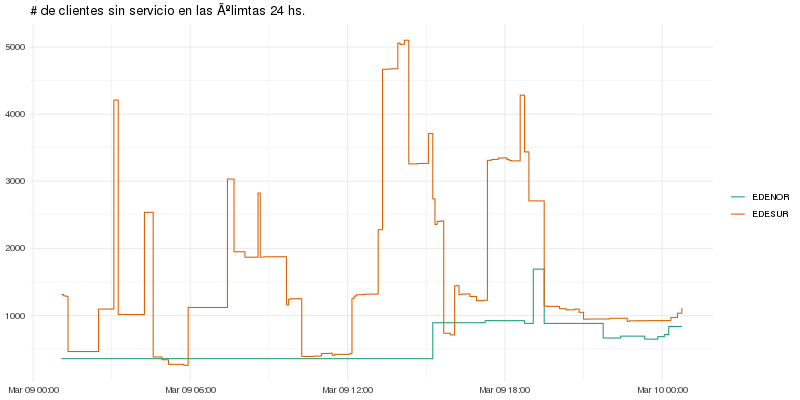 # de clientes sin servicio en las Ãºlimtas 24 hs.
5000
4000
3000
2000
1000
Mar 09 00:00
Mar 09 06:00
Mar 09 12:00
Mar 09 18:00
Mar 10 00:00
EDENOR
EDESUR